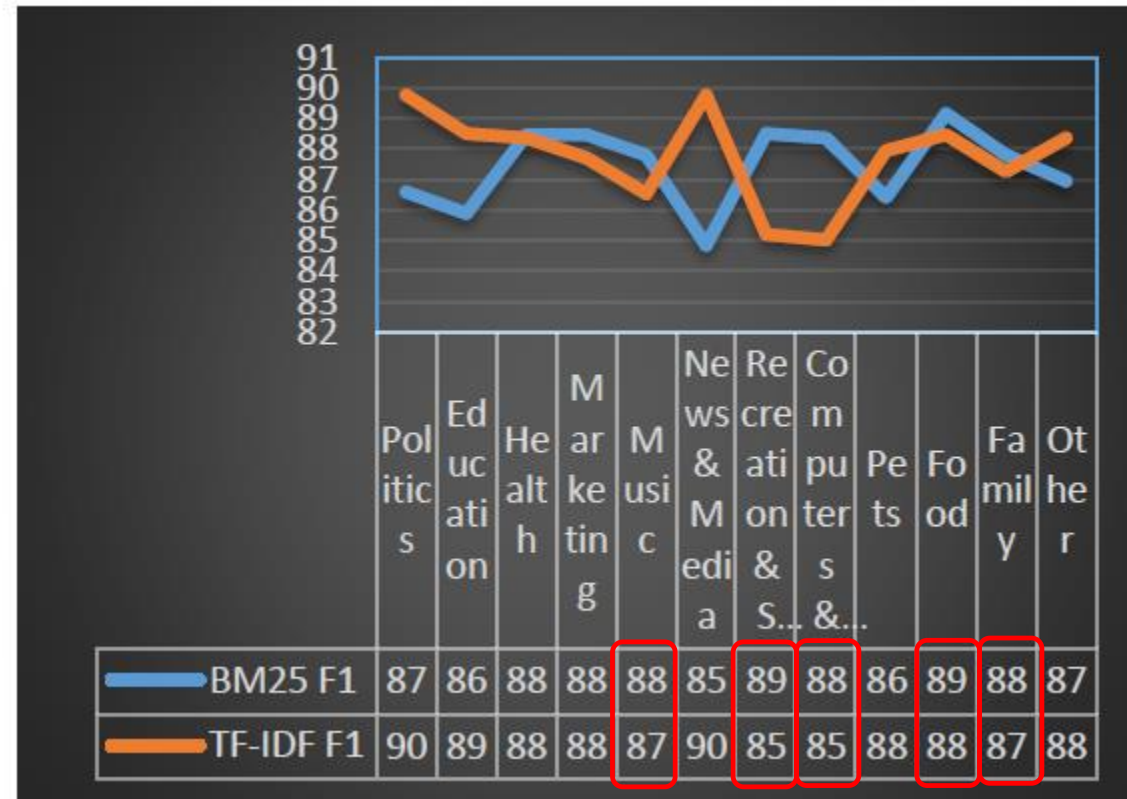 91
90
89
88
87
86
85
84
83
82
Pol
itic
s
Ed
uc
ati
on
He
alt
h
M
ar
ke
tin
g
M
usi
c
Ne
ws
&
M
edi
a
Re
cre
ati
on
&
S...
Co
m
pu
ter
s
&...
Pe
ts
Fo
od
Fa
mil
y
Ot
he
r
BM25 F1 87 86 88 88 88 85 89 88 86 89 88 87
TF-IDF F1 90 89 88 88 87 90 85 85 88 88 87 88